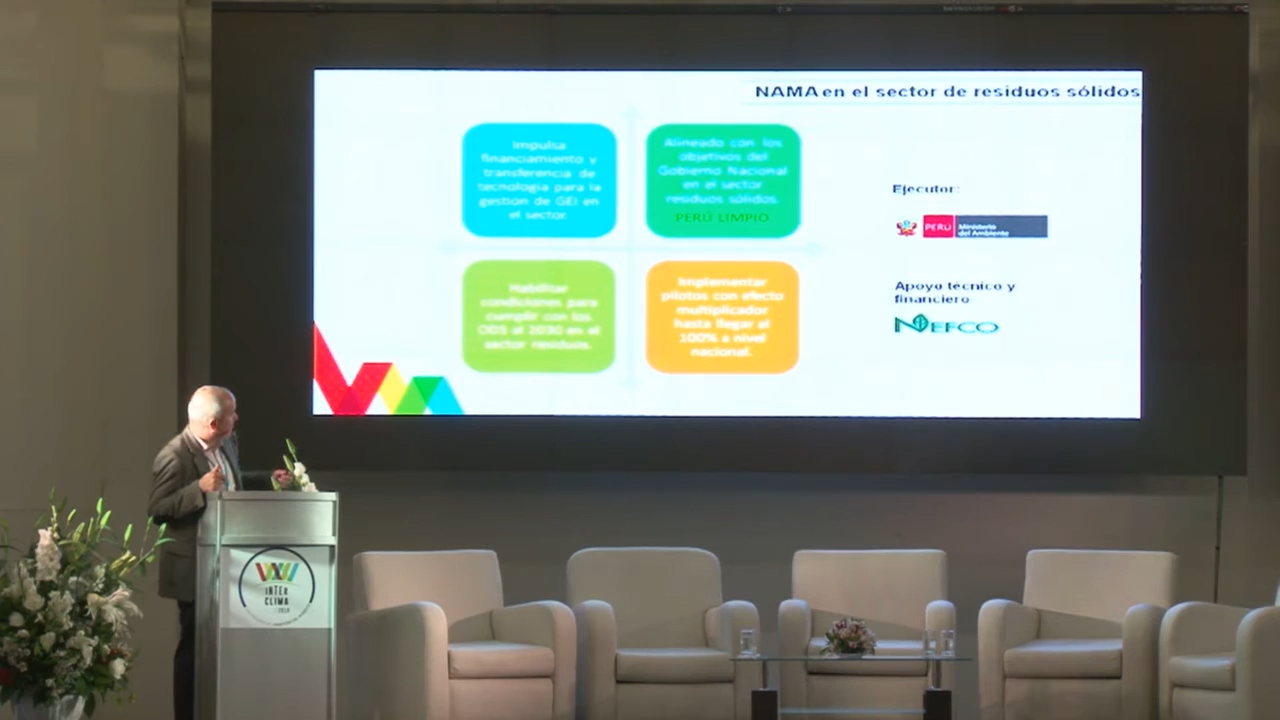 NAMA en el sector de residuos sólidos
Impulsa
financiamiento y
transferencia de
tecnología para la
gestion de GEI en
el sector.
Alineado con los
objetivos del
Gobierno Nacional
en el sector
residuos sólidos.
PERÚ LIMPIO
Habilitar
condiciones para
cumplir con los
ODS al 2030 en el
sector residuos.
Implementar
pilotos con efecto
multiplicador
hasta llegar al
100% a nivel
nacional.
Ejecutor:
PERÚ
Ministerio
del Ambiente
Apoyo técnico y
financiero
NEFCO
INTER
CLIMA